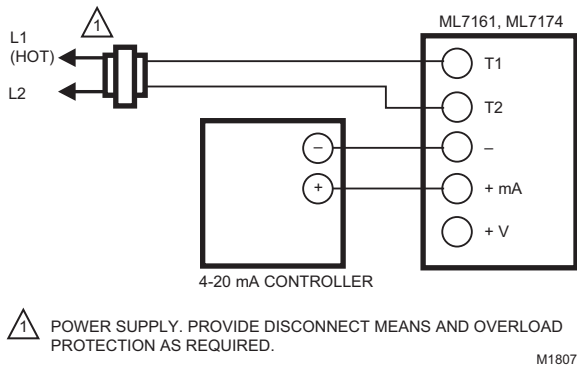 ML7161, ML7174
1
L1
(HOT)
L2
T1
T2
–
+ mA
+ V
–
+
4-20 mA CONTROLLER
1 POWER SUPPLY. PROVIDE DISCONNECT MEANS AND OVERLOAD
PROTECTION AS REQUIRED.
M1807